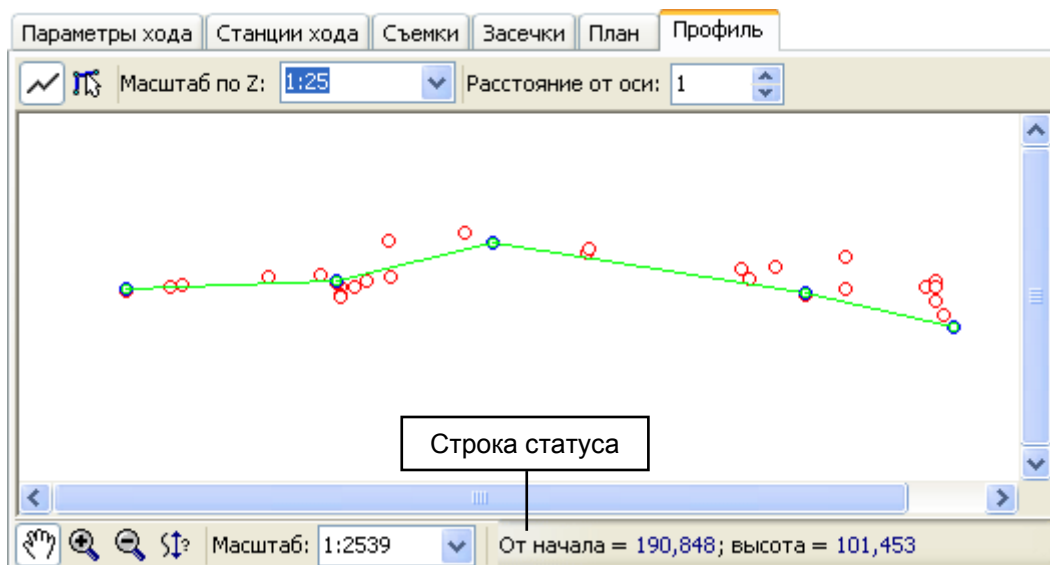 Параметры хода Станции хода Съемки Засечки План Профиль
Масштаб по Z: 1:25 Расстояние от оси: 1
Строка статуса
Масштаб: 1:2539 От начала = 190,848; высота = 101,453